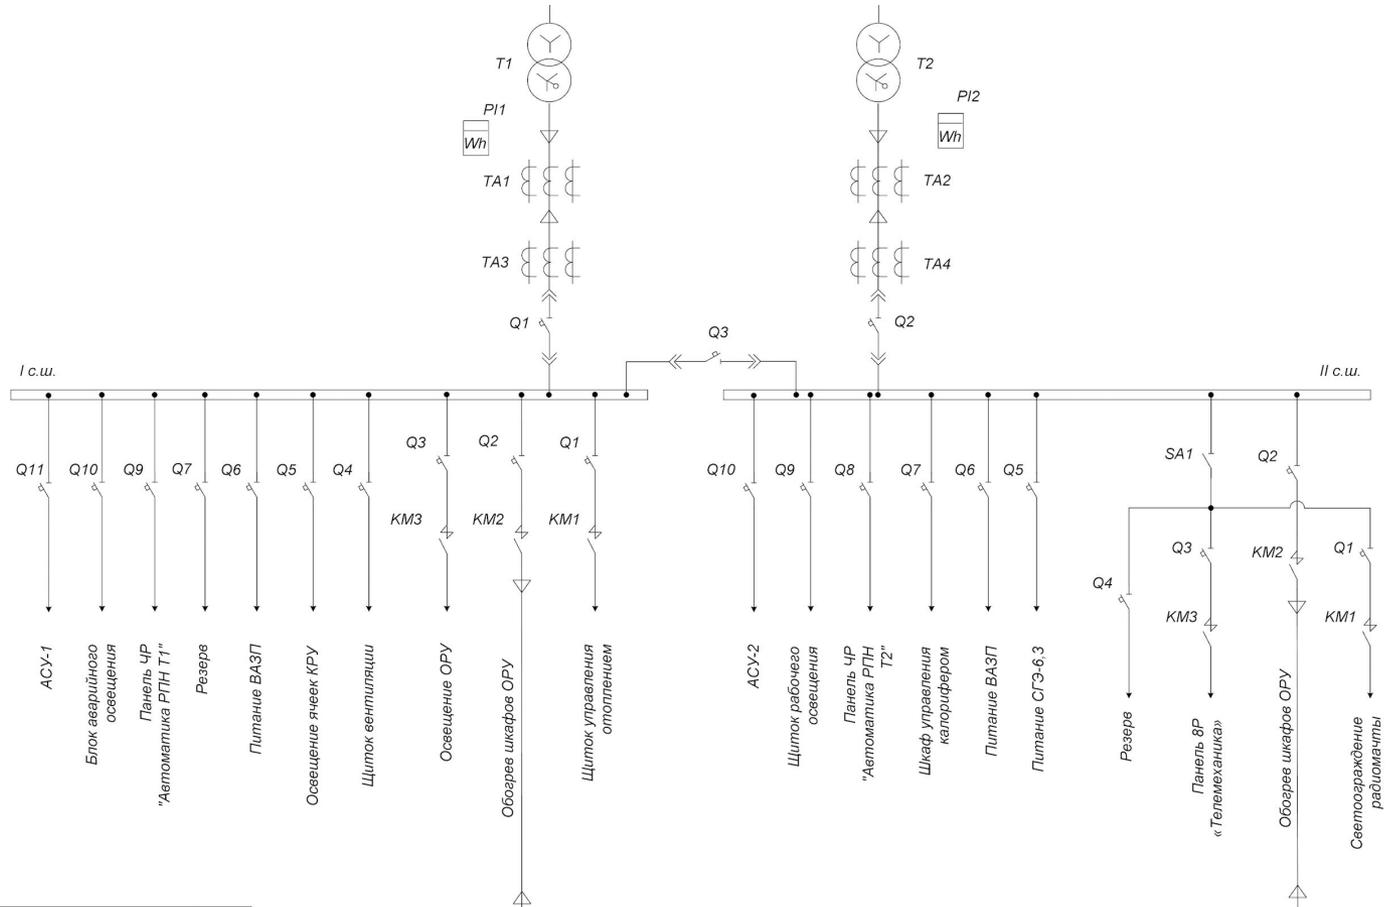 T1
T2
PI1
PI2
Wh
Wh
TA1
TA2
TA3
TA4
Q1
Q2
Q3
I с.ш.
II с.ш.
Q3
Q2
Q1
SA1
Q2
Q11
Q10
Q9
Q7
Q6
Q5
Q4
Q10
Q9
Q8
Q7
Q6
Q5
KM3
KM2
KM1
Q3
KM2
Q1
Q4
KM3
KM1
АСУ-1
Блок аварийного
освещения
Панель ЧР
"Автоматика РПН Т1"
Резерв
Питание ВАЗП
Освещение ячеек КРУ
Щиток вентиляции
Освещение ОРУ
Обогрев шкафов ОРУ
Щиток управления
отоплением
АСУ-2
Щиток рабочего
освещения
Панель ЧР
"Автоматика РПН
Т2"
Шкаф управления
калорифером
Питание ВАЗП
Питание СГЭ-6,3
Резерв
Панель 8Р
«Телемеханика»
Обогрев шкафов ОРУ
Светоограждение
радиомачты